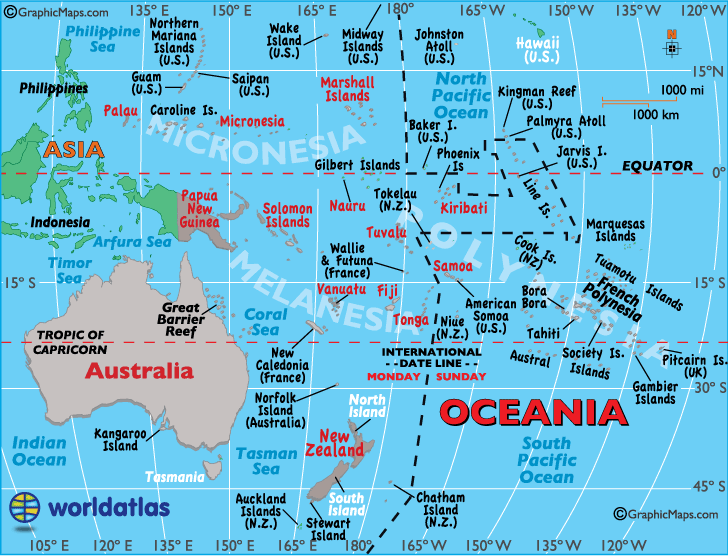 ©GraphicMaps.com
135° E
150° E
165° E
180°
165°W
150°W
135°W
120°W
©GraphicMaps.com
Philippine
Sea
Northern
Mariana
Islands
(U.S.)
Wake
Island
(U.S.)
Midway
Islands
(U.S.)
Johnston
Atoll
(U.S.)
Hawaii
(U.S.)
N
15°N
Philippines
Guam
(U.S.)
Saipan
(U.S.)
Marshall
Islands
North
Pacific
Ocean
Kingman Reef
(U.S.)
1000 mi
1000 km
Palau
Caroline Is.
Micronesia
MICRONESIA
Baker I.
(U.S.)
Palmyra Atoll
(U.S.)
ASIA
Gilbert Islands
Phoenix
Is
Jarvis I.
(U.S.)
EQUATOR
0°
Papua
New
Guinea
Solomon
Islands
Nauru
Tokelau
(N.Z.)
Kiribati
Line Is.
Indonesia
Tuvalu
POLYNESIA
Marquesas
Islands
Arafura Sea
Timor
Sea
Wallie
& Futuna
(France)
Samoa
Cook Is.
(NZ)
Tuamotu Islands
15° S
MELANESIA
Vanuatu
Fiji
American
Somoa
(U.S.)
Bora
Bora
French
Polynesia
Great
Barrier
Reef
Coral
Sea
Tonga
Niue
(N.Z.)
Tahiti
TROPIC OF
CAPRICORN
New
Caledonia
(France)
INTERNATIONAL
- - DATE LINE - -
MONDAY
SUNDAY
Austral
Islands
Society Is.
Pitcairn Is.
(UK)
Gambier
Islands
Australia
30° S
Norfolk
Island
(Australia)
North
Island
OCEANIA
Kangaroo
Island
New
Zealand
Indian
Ocean
Tasman
Sea
South
Pacific
Ocean
Tasmania
South
Island
45° S
worldatlas
Auckland
Islands
(N.Z.)
Stewart
Island
Chatham
Island
(N.Z.)
©GraphicMaps.com
105° E
120° E
135° E
150° E
165° E
180°
165°W
150°W
135°W
120°W